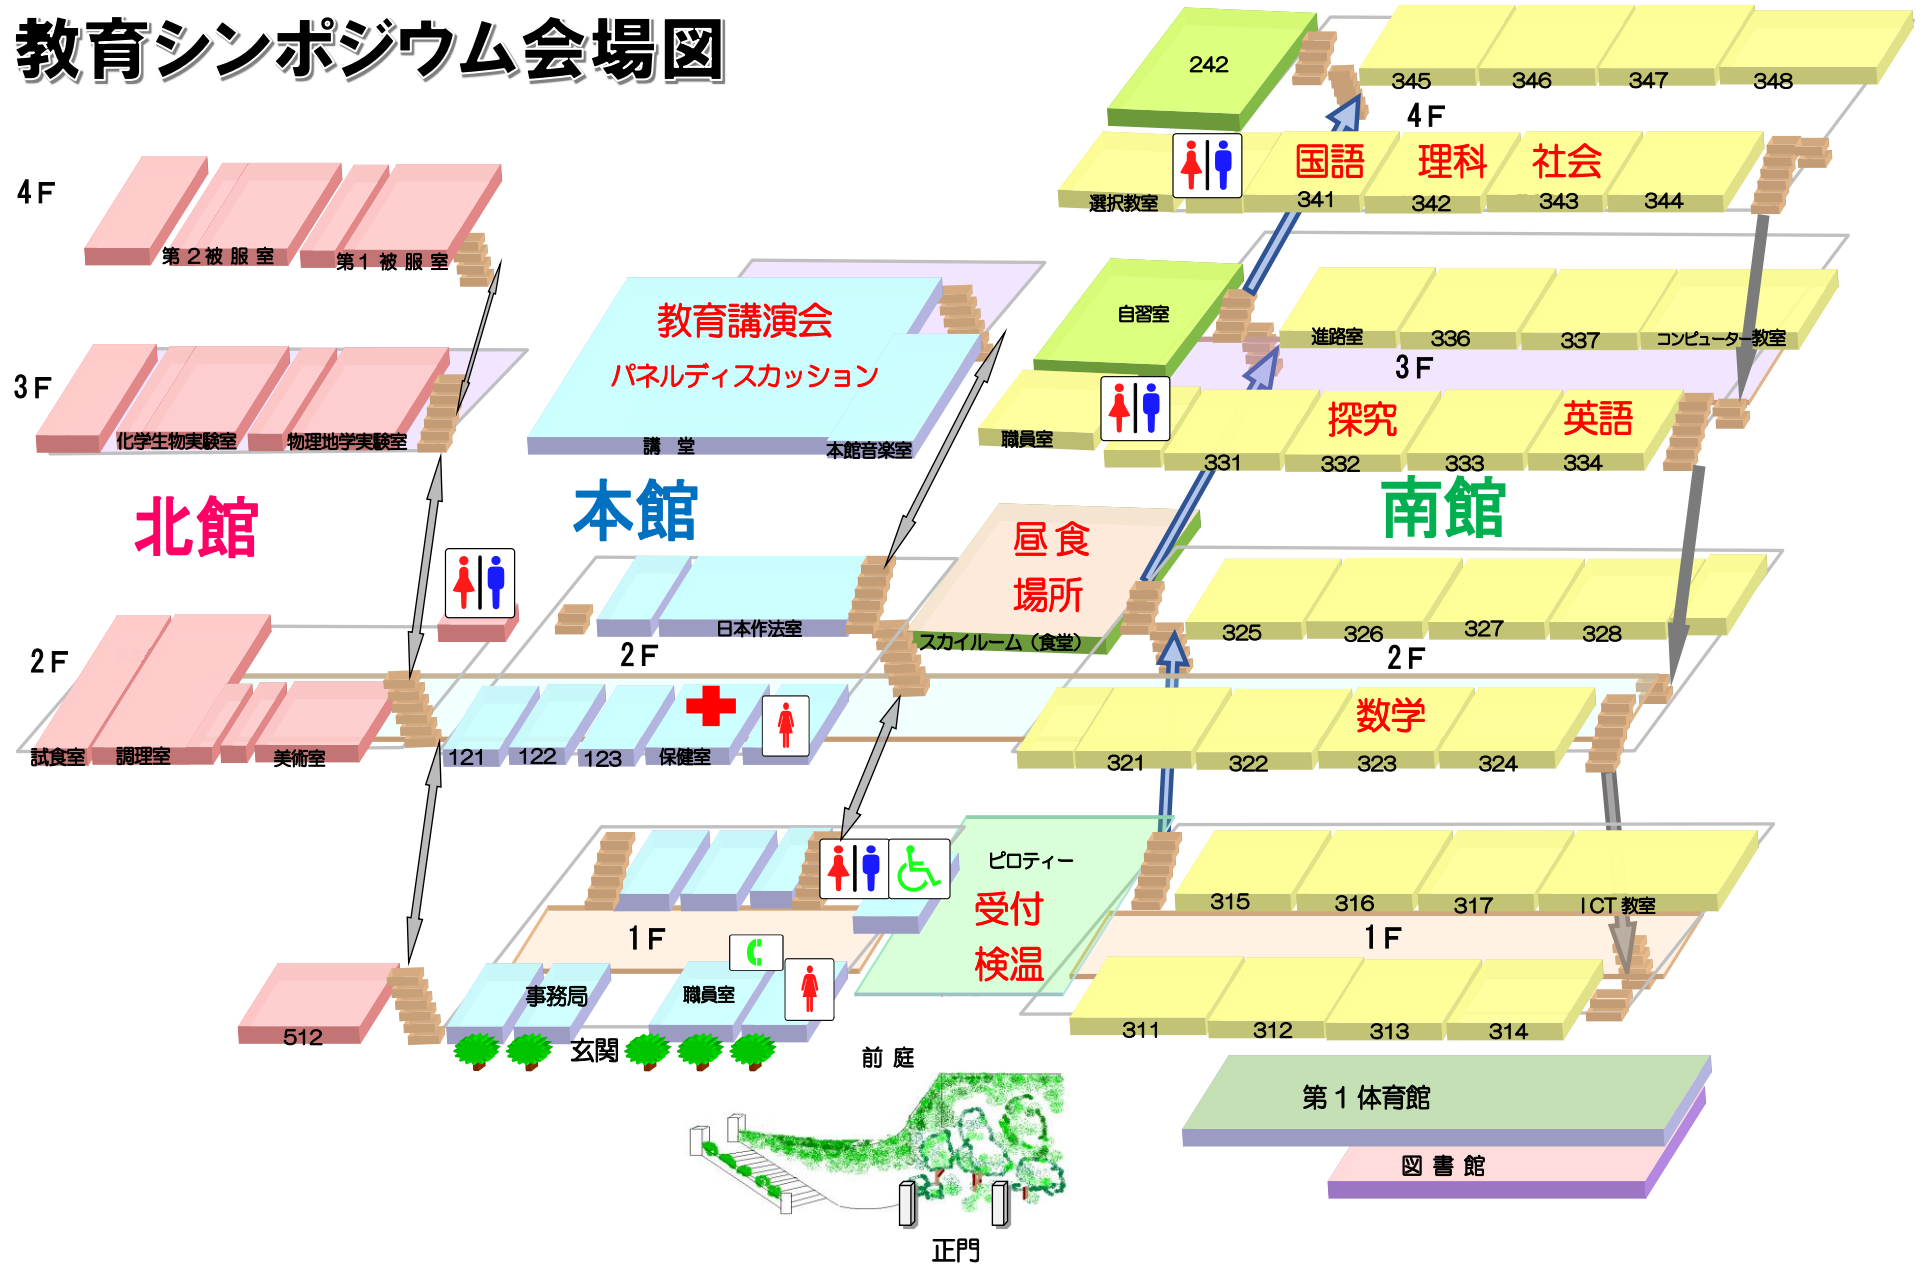 教育シンポジウム会場図
242
345
346
347
348
4F
国語
理科
社会
選択教室
341
342
343
344
4F
第2被服室
第1被服室
教育講演会
パネルディスカッション
講堂
本館音楽室
自習室
進路室
336
337
コンピューター教室
3F
職員室
探究
英語
331
332
333
334
3F
化学生物実験室
物理地学実験室
北館
本館
南館
昼食
場所
スカイルーム（食堂）
日本作法室
2F
325
326
327
328
2F
2F
試食室
調理室
美術室
121
122
123
保健室
数学
321
322
323
324
ピロティー
受付
検温
315
316
317
ICT教室
1F
1F
事務局
職員室
512
311
312
313
314
玄関
前庭
第1体育館
図書館
正門